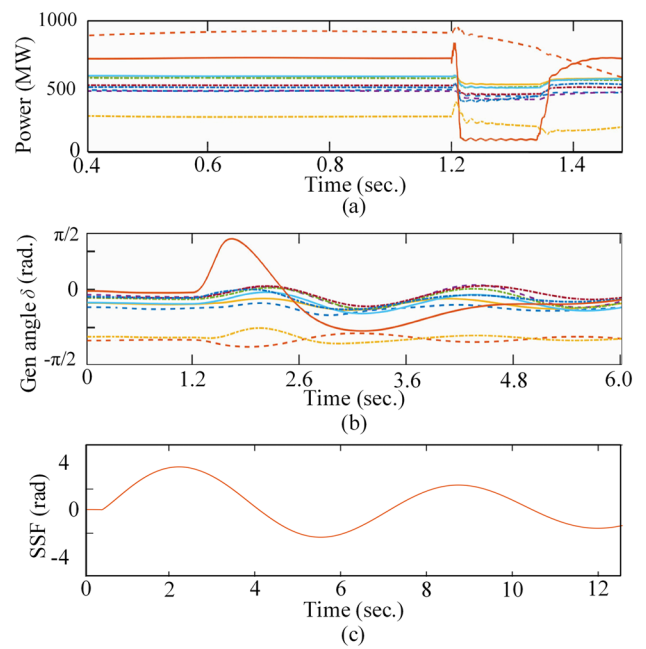 1000
500
0
Power (MW)
0.4 0.6 0.8 1.2 1.4
Time (sec.)
(a)
π/2
0
-π/2
Gen angle δ (rad.)
0 1.2 2.6 3.6 4.8 6.0
Time (sec.)
(b)
4
0
-4
SSF (rad)
0 2 4 6 8 10 12
Time (sec.)
(c)